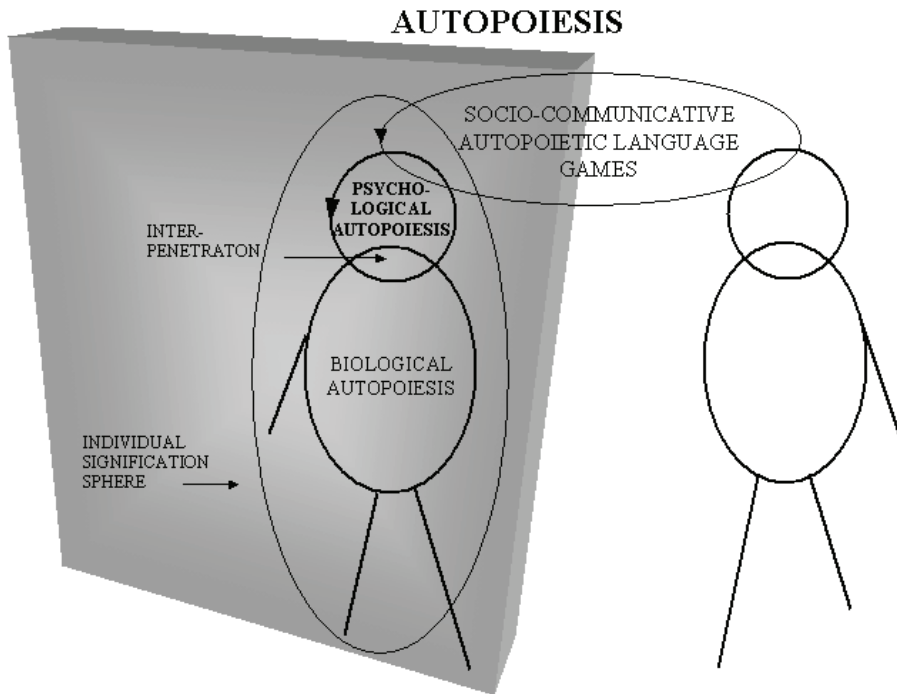 AUTOPOIESIS
SOCIO-COMMUNICATIVE
AUTOPOIETIC LANGUAGE
GAMES
PSYCHO-
LOGICAL
AUTOPOIESIS
INTER-
PENETRATON
BIOLOGICAL
AUTOPOIESIS
INDIVIDUAL
SIGNIFICATION
SPHERE